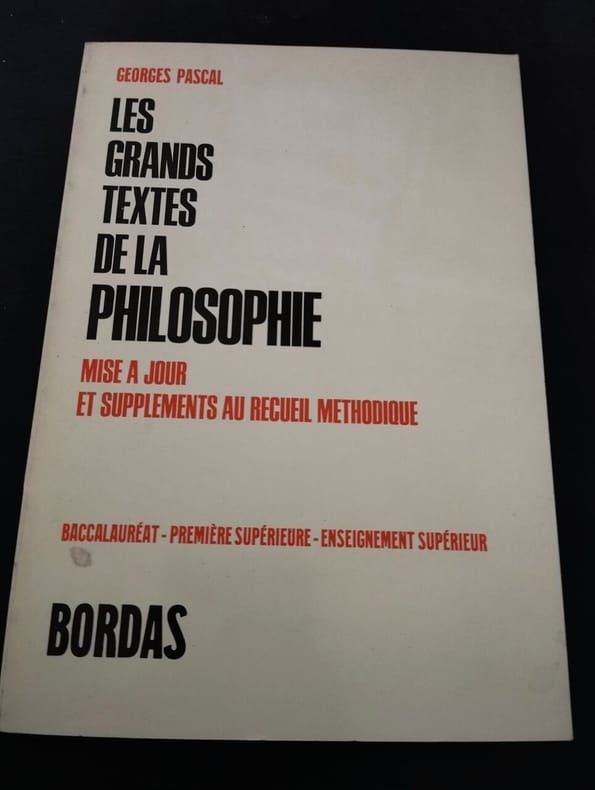 GEORGES PASCAL
LES
GRANDS
TEXTES
DE LA
PHILOSOPHIE
MISE A JOUR
ET SUPPLEMENTS AU RECUEIL METHODIQUE
BACCALAURÉAT - PREMIÈRE SUPÉRIEURE - ENSEIGNEMENT SUPÉRIEUR
BORDAS